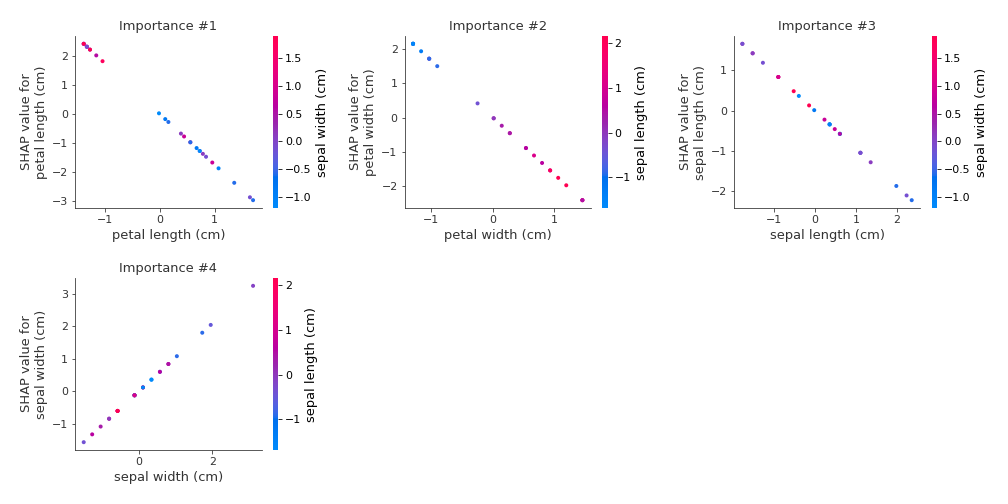 Importance #1
SHAP value for
petal length (cm)
2
1
0
−1
−2
−3
−1
0
1
petal length (cm)
1.5
1.0
0.5
0.0
−0.5
−1.0
sepal width (cm)
Importance #2
SHAP value for
petal width (cm)
2
1
0
−1
−2
−1
0
1
petal width (cm)
2
1
0
−1
sepal length (cm)
Importance #3
SHAP value for
sepal length (cm)
1
0
−1
−2
−1
0
1
2
sepal length (cm)
1.5
1.0
0.5
0.0
−0.5
−1.0
sepal width (cm)
Importance #4
SHAP value for
sepal width (cm)
3
2
1
0
−1
0
2
sepal width (cm)
2
1
0
−1
sepal length (cm)